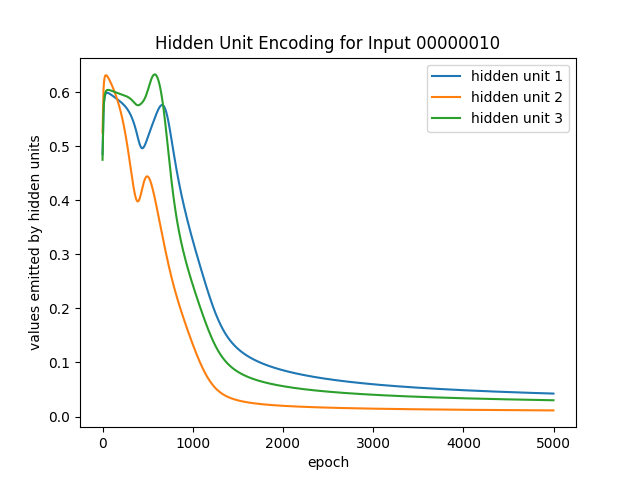 Hidden Unit Encoding for Input 00000010
hidden unit 1
hidden unit 2
hidden unit 3
values emitted by hidden units
0.6
0.5
0.4
0.3
0.2
0.1
0.0
0 1000 2000 3000 4000 5000
epoch